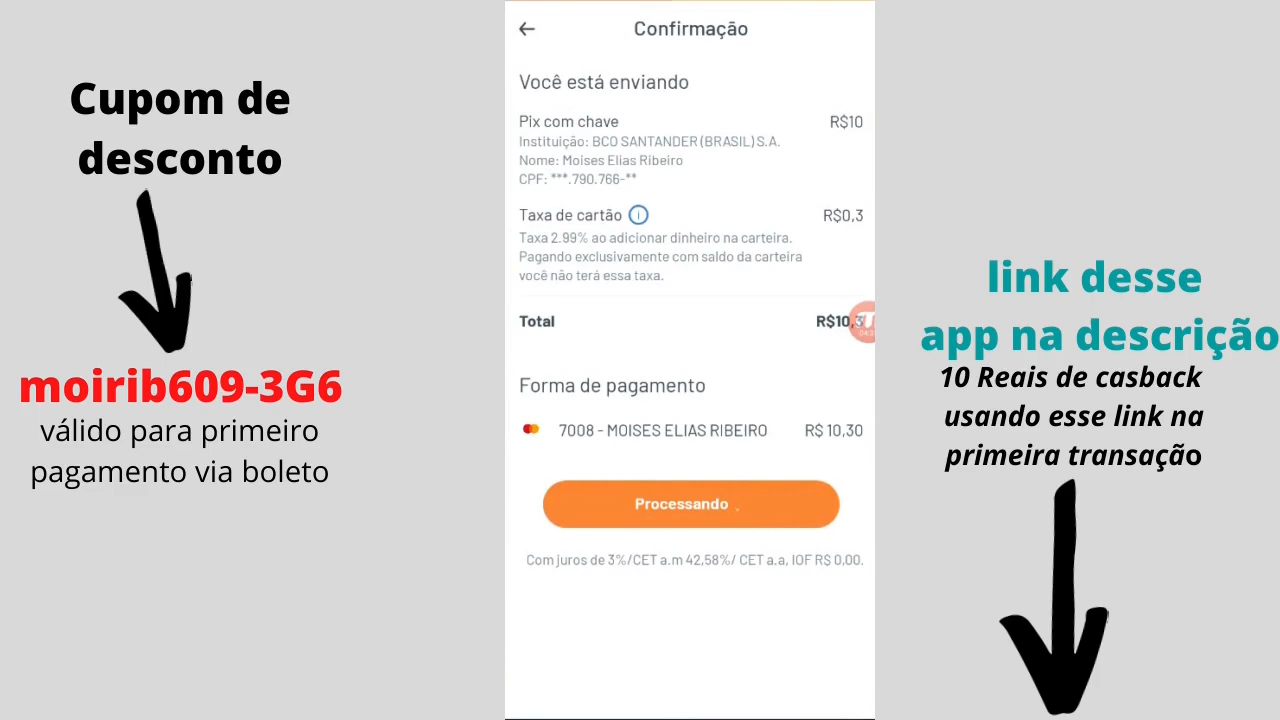 Cupom de
desconto
moirib609-3G6
válido para primeiro
pagamento via boleto
Confirmação
Você está enviando
Pix com chave R$10
Instituição: BCO SANTANDER (BRASIL) S.A.
Nome: Moises Elias Ribeiro
CPF: ***.790.766-**
Taxa de cartão R$0,3
Taxa 2.99% ao adicionar dinheiro na carteira.
Pagando exclusivamente com saldo da carteira
você não terá essa taxa.
Total R$10,3
Forma de pagamento
7008 - MOISES ELIAS RIBEIRO R$ 10,30
Processando
Com juros de 3%/CET a.m 42,58%/ CET a.a, IOF R$ 0,00.
link desse
app na descrição
10 Reais de casback
usando esse link na
primeira transação